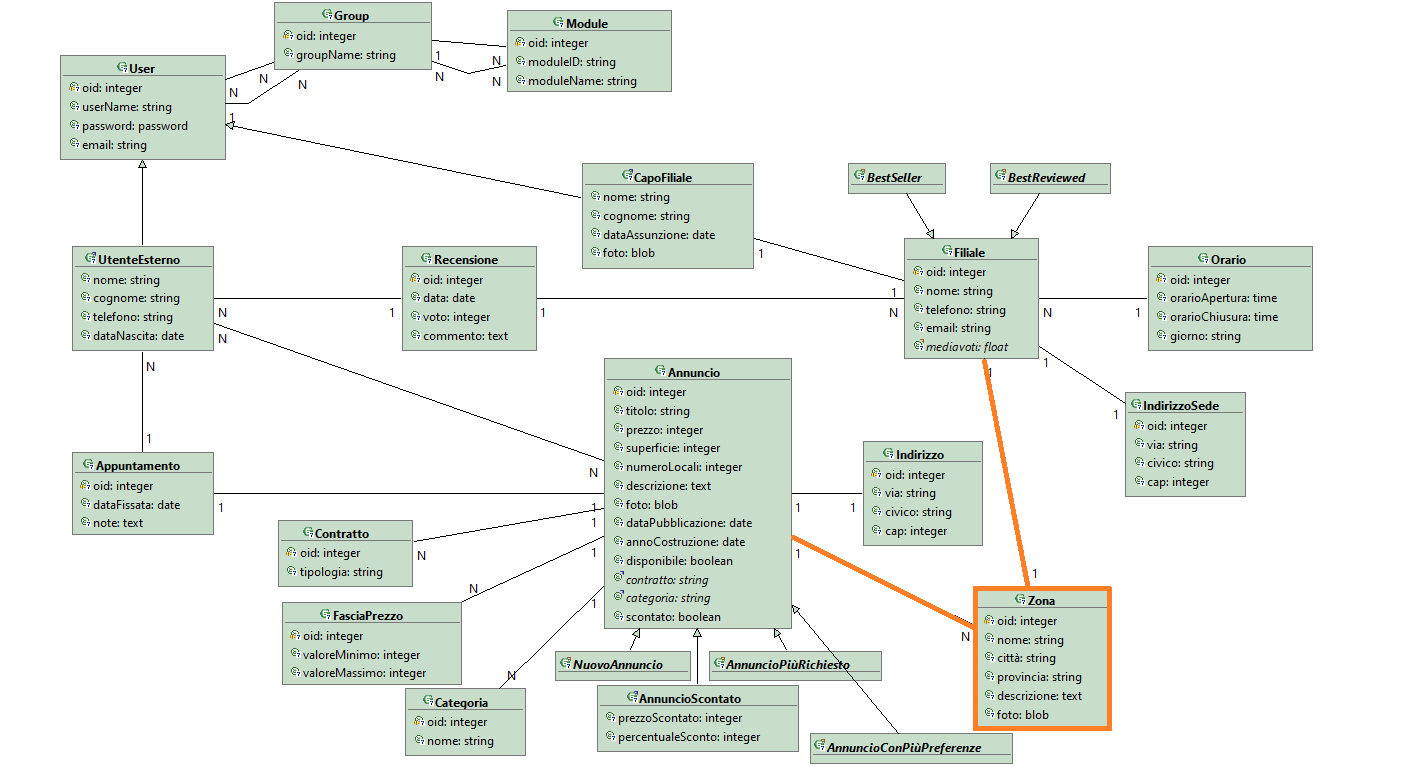 Group
oid: integer
groupName: string
1
N
N
N
Module
oid: integer
moduleID: string
moduleName: string
User
oid: integer
userName: string
password: password
email: string
N
N
N
1
CapoFiliale
nome: string
cognome: string
dataAssunzione: date
foto: blob
1
1
BestSeller
BestReviewed
UtenteEsterno
nome: string
cognome: string
telefono: string
dataNascita: date
N
N
N
1
Recensione
oid: integer
data: date
voto: integer
commento: text
1
N
Filiale
oid: integer
nome: string
telefono: string
email: string
mediavoti: float
N
1
1
1
Orario
oid: integer
orarioApertura: time
orarioChiusura: time
giorno: string
1
IndirizzoSede
oid: integer
via: string
civico: string
cap: integer
Annuncio
oid: integer
titolo: string
prezzo: integer
superficie: integer
numeroLocali: integer
descrizione: text
foto: blob
dataPubblicazione: date
annoCostruzione: date
disponibile: boolean
contratto: string
categoria: string
scontato: boolean
N
1
1
1
1
1
1
Indirizzo
oid: integer
via: string
civico: string
cap: integer
1
Appuntamento
oid: integer
dataFissata: date
note: text
1
1
Contratto
oid: integer
tipologia: string
N
FasciaPrezzo
oid: integer
valoreMinimo: integer
valoreMassimo: integer
N
Categoria
oid: integer
nome: string
N
NuovoAnnuncio
AnnuncioPiùRichiesto
AnnuncioScontato
prezzoScontato: integer
percentualeSconto: integer
AnnuncioConPiùPreferenze
1
N
Zona
oid: integer
nome: string
città: string
provincia: string
descrizione: text
foto: blob